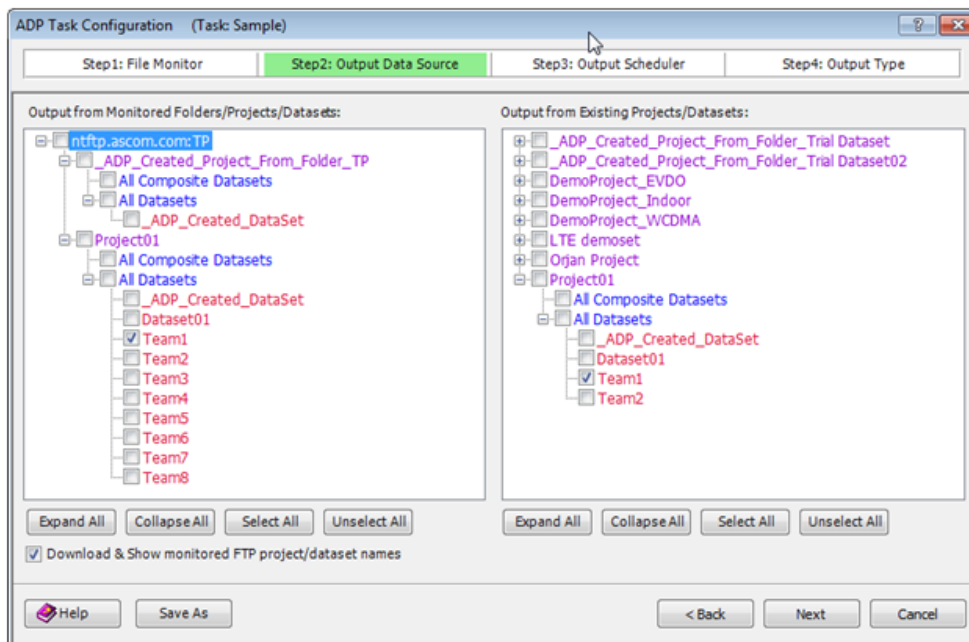 ADP Task Configuration (Task: Sample)
Step1: File Monitor
Step2: Output Data Source
Step3: Output Scheduler
Step4: Output Type
Output from Monitored Folders/Projects/Datasets:
ntftp.ascom.com:TP
_ADP_Created_Project_From_Folder_TP
All Composite Datasets
All Datasets
_ADP_Created_DataSet
Project01
All Composite Datasets
All Datasets
_ADP_Created_DataSet
Dataset01
Team1
Team2
Team3
Team4
Team5
Team6
Team7
Team8
Expand All
Collapse All
Select All
Unselect All
Download & Show monitored FTP project/dataset names
Output from Existing Projects/Datasets:
_ADP_Created_Project_From_Folder_Trial Dataset
_ADP_Created_Project_From_Folder_Trial Dataset02
DemoProject_EVDO
DemoProject_Indoor
DemoProject_WCDMA
LTE demoset
Orjan Project
Project01
All Composite Datasets
All Datasets
_ADP_Created_DataSet
Dataset01
Team1
Team2
Expand All
Collapse All
Select All
Unselect All
Help
Save As
< Back
Next
Cancel